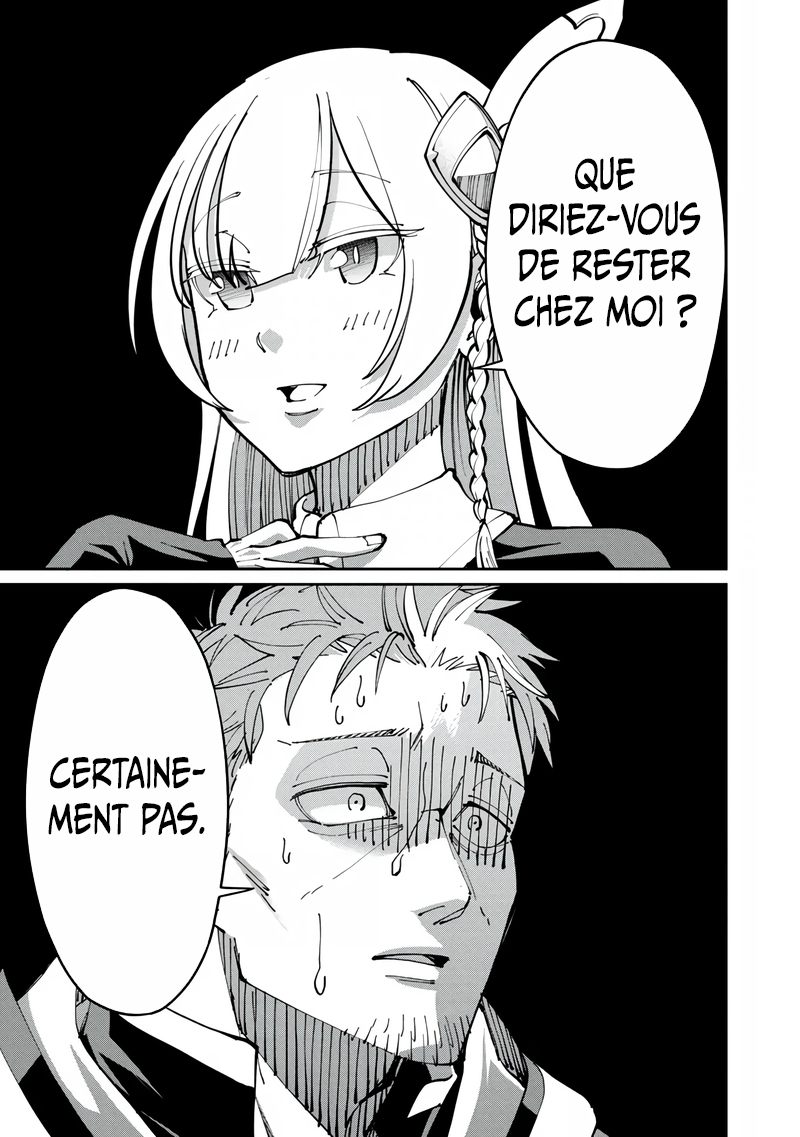 QUE
DIRIEZ-VOUS
DE RESTER
CHEZ MOI ?
CERTAINE-
MENT PAS.